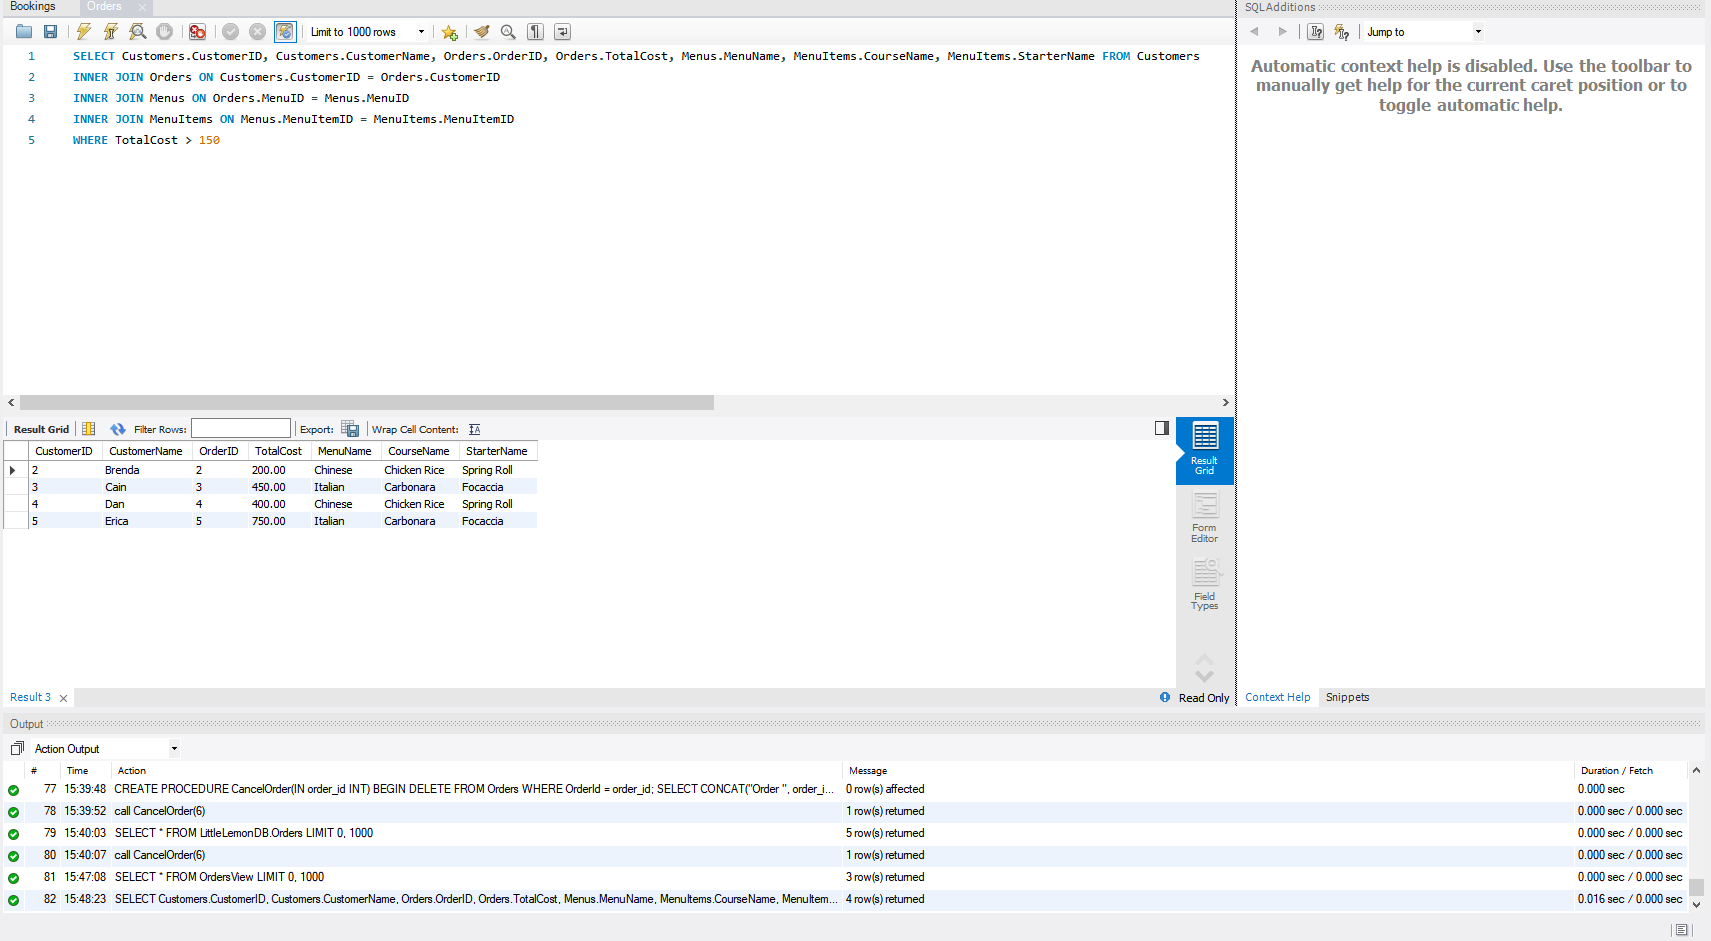 Bookings
Orders
SQLAdditions
Limit to 1000 rows
Jump to
1 SELECT Customers.CustomerID, Customers.CustomerName, Orders.OrderID, Orders.TotalCost, Menus.MenuName, MenuItems.CourseName, MenuItems.StarterName FROM Customers
2 INNER JOIN Orders ON Customers.CustomerID = Orders.CustomerID
3 INNER JOIN Menus ON Orders.MenuID = Menus.MenuID
4 INNER JOIN MenuItems ON Menus.MenuItemID = MenuItems.MenuItemID
5 WHERE TotalCost > 150
Automatic context help is disabled. Use the toolbar to
manually get help for the current caret position or to
toggle automatic help.
Result Grid Filter Rows: Export: Wrap Cell Content:
CustomerID CustomerName OrderID TotalCost MenuName CourseName StarterName
2 Brenda 2 200.00 Chinese Chicken Rice Spring Roll
3 Cain 3 450.00 Italian Carbonara Focaccia
4 Dan 4 400.00 Chinese Chicken Rice Spring Roll
5 Erica 5 750.00 Italian Carbonara Focaccia
Result
Grid
Form
Editor
Field
Types
Result 3
Read Only
Context Help Snippets
Output
Action Output
# Time Action Message Duration / Fetch
77 15:39:48 CREATE PROCEDURE CancelOrder(IN order_id INT) BEGIN DELETE FROM Orders WHERE OrderId = order_id; SELECT CONCAT("Order ", order_i... 0 row(s) affected 0.000 sec
78 15:39:52 call CancelOrder(6) 1 row(s) returned 0.000 sec / 0.000 sec
79 15:40:03 SELECT * FROM LittleLemonDB.Orders LIMIT 0, 1000 5 row(s) returned 0.000 sec / 0.000 sec
80 15:40:07 call CancelOrder(6) 1 row(s) returned 0.000 sec / 0.000 sec
81 15:47:08 SELECT * FROM OrdersView LIMIT 0, 1000 3 row(s) returned 0.000 sec / 0.000 sec
82 15:48:23 SELECT Customers.CustomerID, Customers.CustomerName, Orders.OrderID, Orders.TotalCost, Menus.MenuName, MenuItems.CourseName, MenuItem... 4 row(s) returned 0.016 sec / 0.000 sec